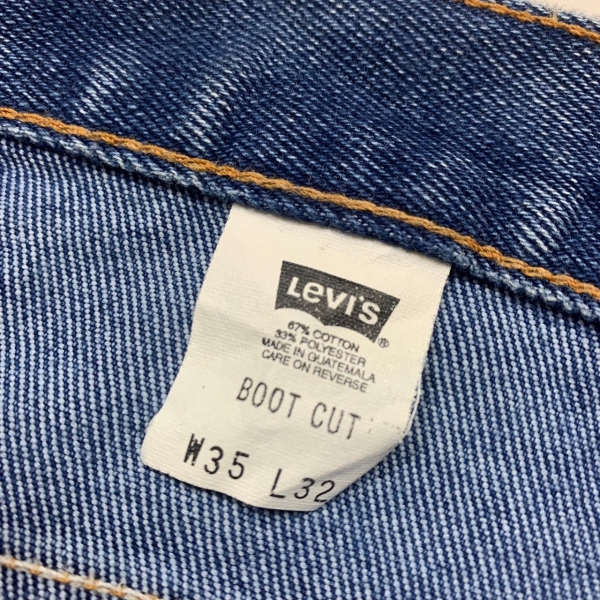 Levi's ®
67% COTTON
33% POLYESTER
MADE IN GUATEMALA
CARE ON REVERSE
BOOT CUT
W35 L32